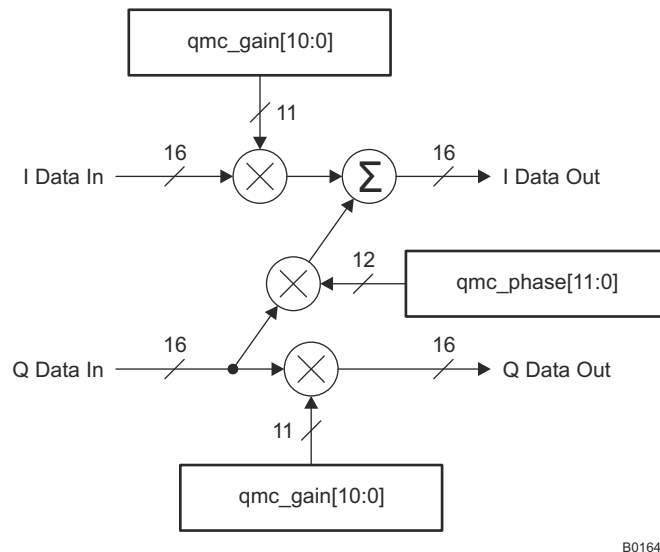 qmc_gain[10:0]
11
16
16
I Data In
Σ
I Data Out
12
qmc_phase[11:0]
16
16
Q Data In
Q Data Out
11
qmc_gain[10:0]
B0164